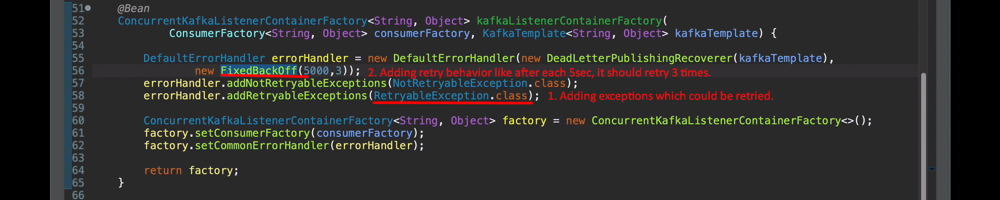 51 @Bean
52 ConcurrentKafkaListenerContainerFactory<String, Object> kafkaListenerContainerFactory(
53 ConsumerFactory<String, Object> consumerFactory, KafkaTemplate<String, Object> kafkaTemplate) {
54
55 DefaultErrorHandler errorHandler = new DefaultErrorHandler(new DeadLetterPublishingRecoverer(kafkaTemplate),
56 new FixedBackOff(5000,3)); 2. Adding retry behavior like after each 5sec, it should retry 3 times.
57 errorHandler.addNotRetryableExceptions(NotRetryableException.class);
58 errorHandler.addRetryableExceptions(RetryableException.class); 1. Adding exceptions which could be retried.
59
60 ConcurrentKafkaListenerContainerFactory<String, Object> factory = new ConcurrentKafkaListenerContainerFactory<>();
61 factory.setConsumerFactory(consumerFactory);
62 factory.setCommonErrorHandler(errorHandler);
63
64 return factory;
65 }
66